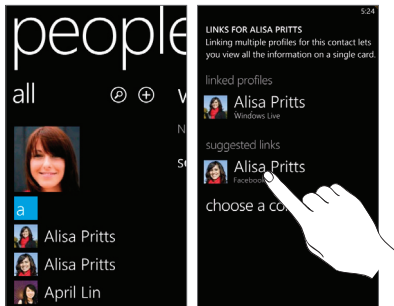 people
all
a
Alisa Pritts
Alisa Pritts
April Lin
5:24
LINKS FOR ALISA PRITTS
Linking multiple profiles for this contact lets
you view all the information on a single card.
linked profiles
Alisa Pritts
Windows Live
suggested links
Alisa Pritts
Facebook
choose a